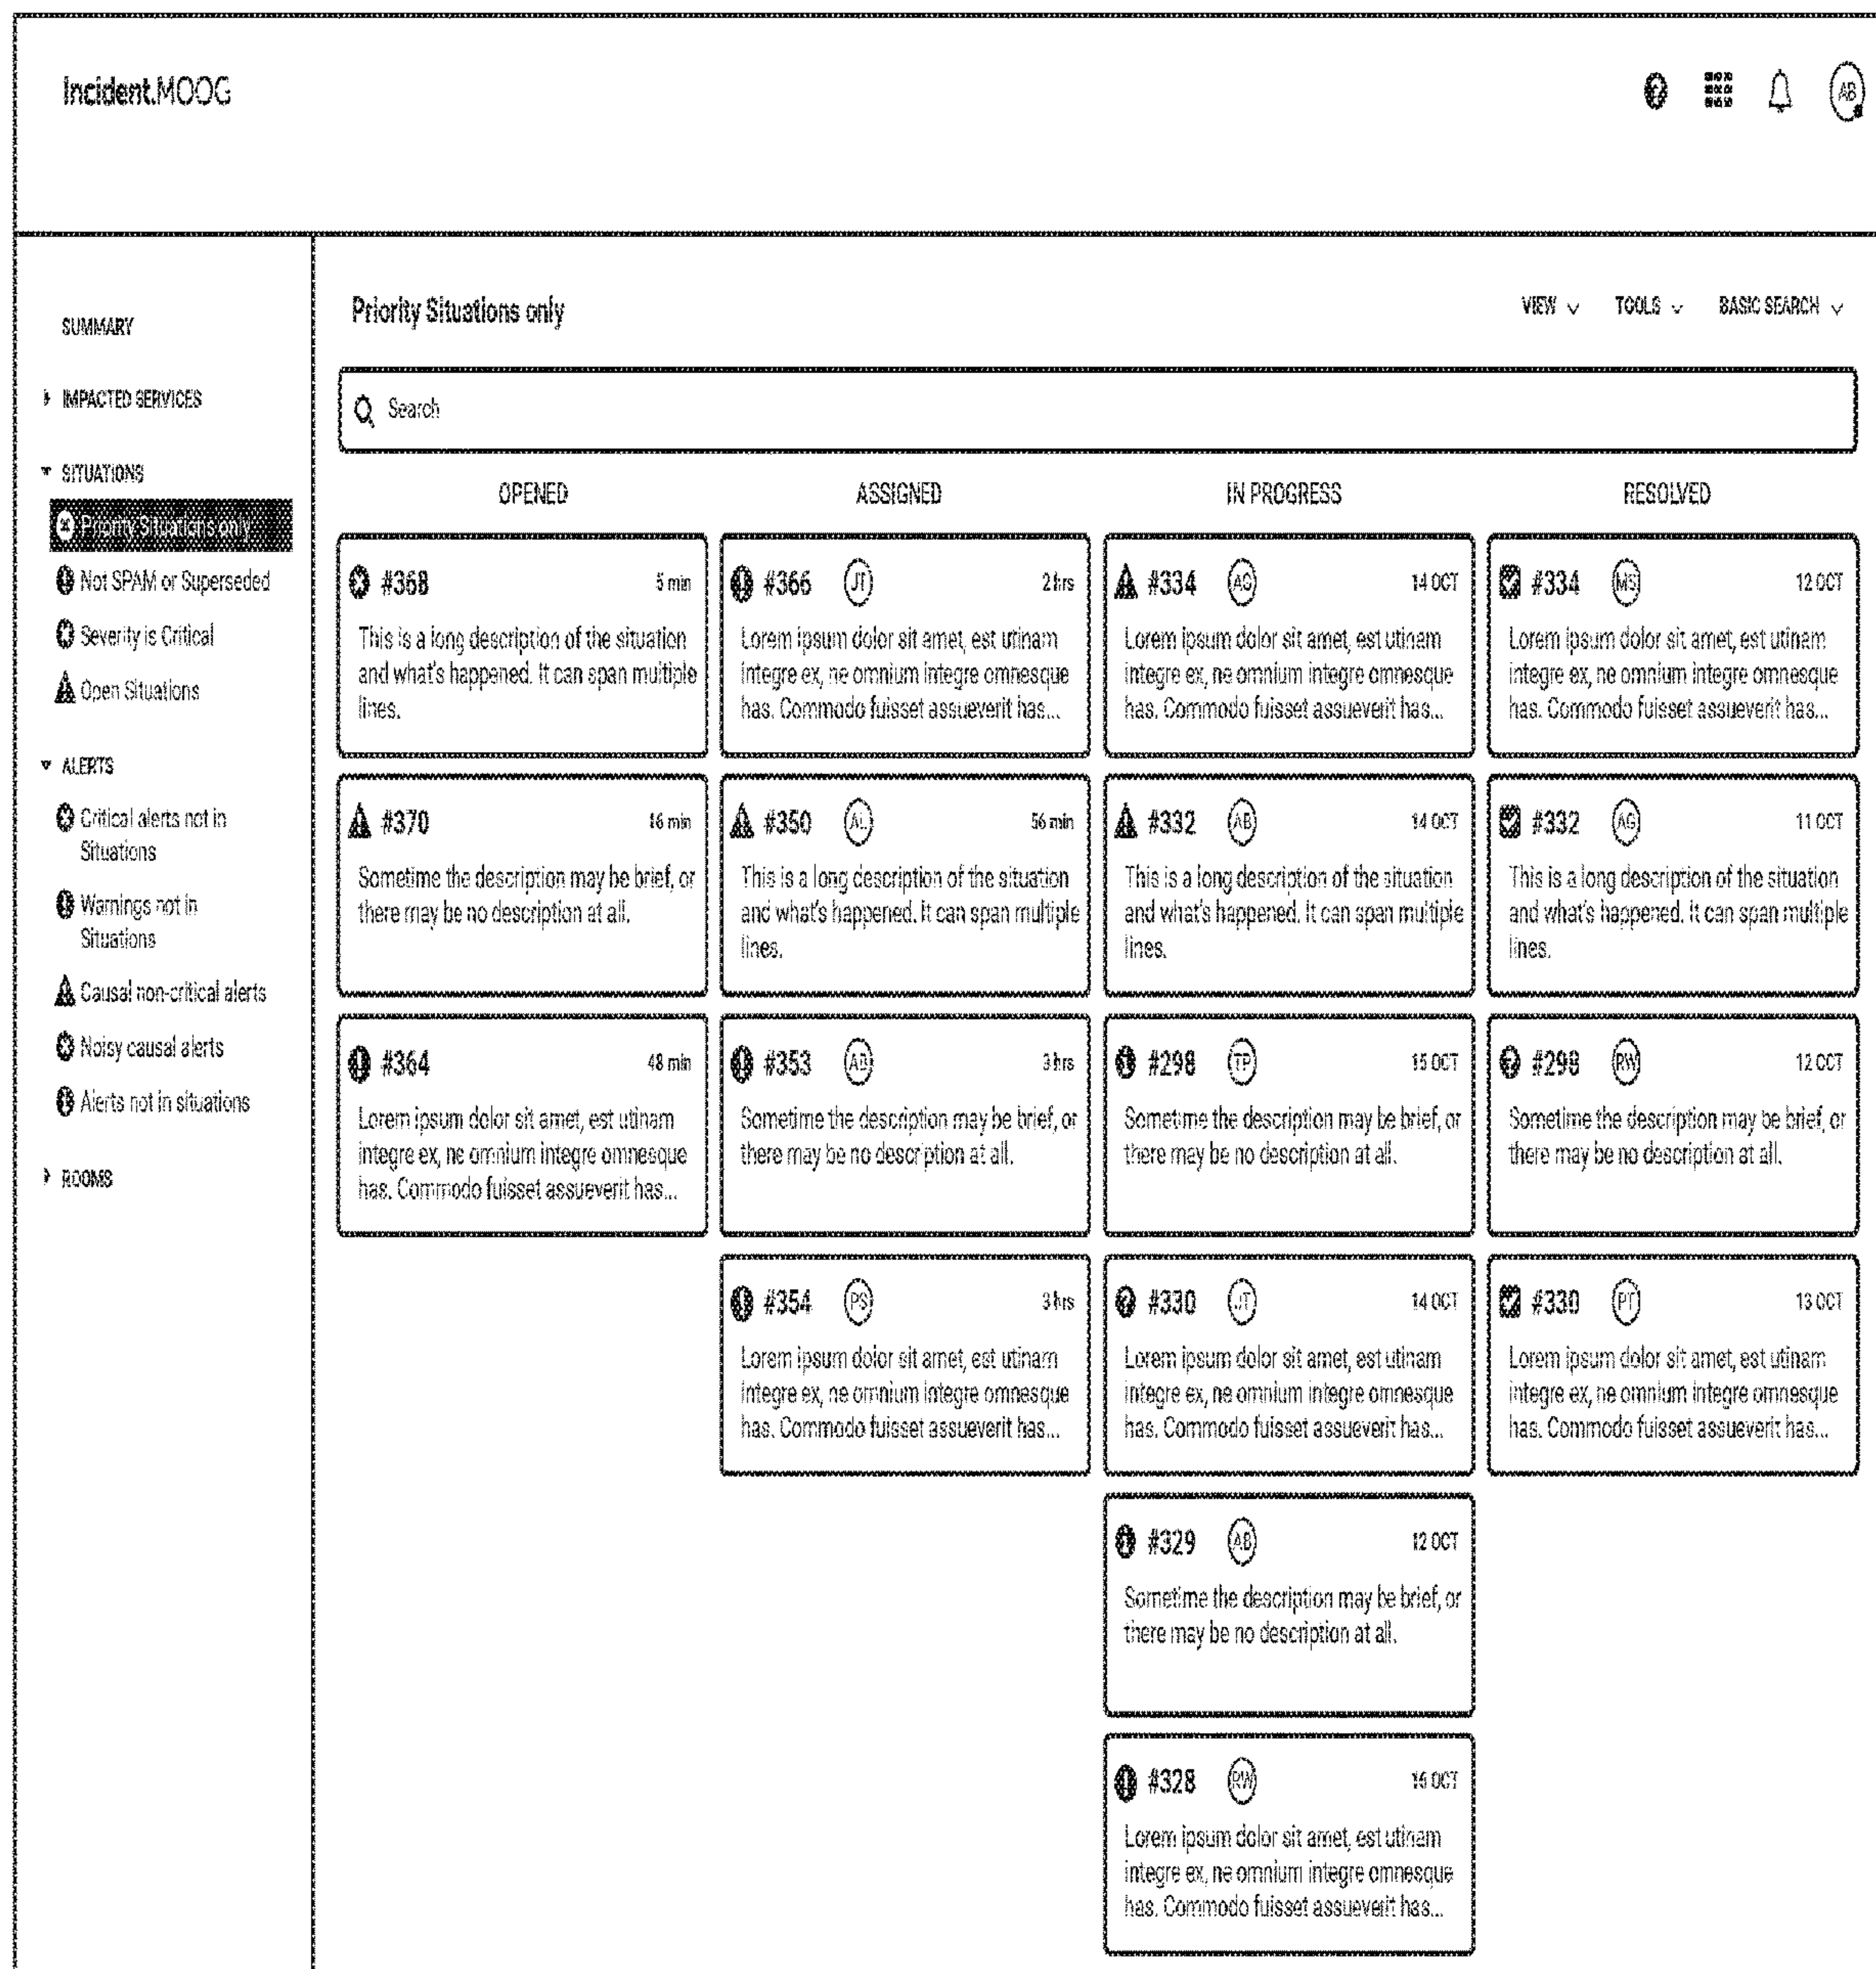 Incident.MOOG
AB
SUMMARY
IMPACTED SERVICES
SITUATIONS
Priority Situations only
Not SPAM or Superseded
Severity is Critical
Open Situations
ALERTS
Critical alerts not in
Situations
Warnings not in
Situations
Causal non-critical alerts
Noisy causal alerts
Alerts not in situations
ROOMS
Priority Situations only
VIEW TOOLS BASIC SEARCH
Search
OPENED
#368 5 min
This is a long description of the situation
and what's happened. It can span multiple
lines.
#370 16 min
Sometime the description may be brief, or
there may be no description at all.
#364 48 min
Lorem ipsum dolor sit amet, est utinam
integre ex, ne omnium integre omnesque
has. Commodo fuisset assueverit has...
ASSIGNED
#366 JT 2 hrs
Lorem ipsum dolor sit amet, est utinam
integre ex, ne omnium integre omnesque
has. Commodo fuisset assueverit has...
#350 AL 56 min
This is a long description of the situation
and what's happened. It can span multiple
lines.
#353 AB 3 hrs
Sometime the description may be brief, or
there may be no description at all.
#354 PS 3 hrs
Lorem ipsum dolor sit amet, est utinam
integre ex, ne omnium integre omnesque
has. Commodo fuisset assueverit has...
IN PROGRESS
#334 AG 14 OCT
Lorem ipsum dolor sit amet, est utinam
integre ex, ne omnium integre omnesque
has. Commodo fuisset assueverit has...
#332 AB 14 OCT
This is a long description of the situation
and what's happened. It can span multiple
lines.
#298 TP 15 OCT
Sometime the description may be brief, or
there may be no description at all.
#330 JT 14 OCT
Lorem ipsum dolor sit amet, est utinam
integre ex, ne omnium integre omnesque
has. Commodo fuisset assueverit has...
#329 AB 12 OCT
Sometime the description may be brief, or
there may be no description at all.
#328 RW OCT
Lorem ipsum dolor sit amet, est utinam
integre ex, ne omnium integre omnesque
has. Commodo fuisset assueverit has...
RESOLVED
#334 MS 12 OCT
Lorem ipsum dolor sit amet, est utinam
integre ex, ne omnium integre omnesque
has. Commodo fuisset assueverit has...
#332 AG 11 OCT
This is a long description of the situation
and what's happened. It can span multiple
lines.
#298 RW 12 OCT
Sometime the description may be brief, or
there may be no description at all.
#330 PT 13 OCT
Lorem ipsum dolor sit amet, est utinam
integre ex, ne omnium integre omnesque
has. Commodo fuisset assueverit has...